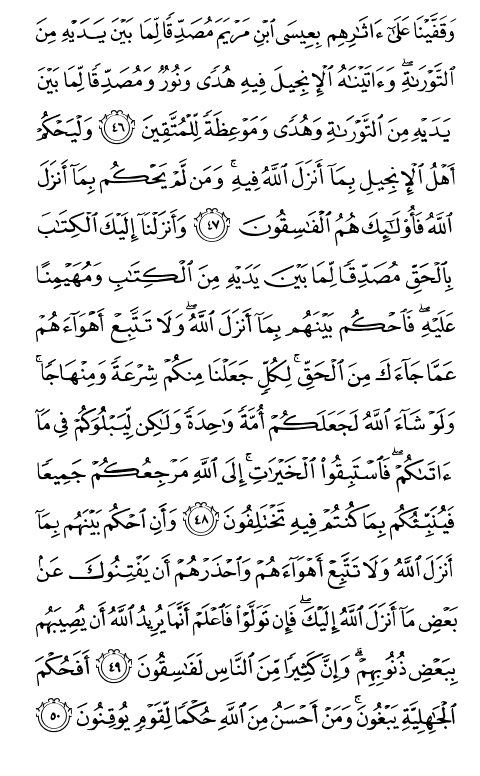 وَقَفَّيْنَا عَلَىٰٓ ءَاثَٰرِهِم بِعِيسَى ٱبْنِ مَرْيَمَ مُصَدِّقًا لِّمَا بَيْنَ يَدَيْهِ مِنَ
ٱلتَّوْرَىٰةِ ۖ وَءَاتَيْنَٰهُ ٱلْإِنجِيلَ فِيهِ هُدًى وَنُورٌ وَمُصَدِّقًا لِّمَا بَيْنَ
يَدَيْهِ مِنَ ٱلتَّوْرَىٰةِ وَهُدًى وَمَوْعِظَةً لِّلْمُتَّقِينَ ٤٦ وَلْيَحْكُمْ
أَهْلُ ٱلْإِنجِيلِ بِمَآ أَنزَلَ ٱللَّهُ فِيهِ ۚ وَمَن لَّمْ يَحْكُم بِمَآ أَنزَلَ
ٱللَّهُ فَأُو۟لَٰٓئِكَ هُمُ ٱلْفَٰسِقُونَ ٤٧ وَأَنزَلْنَآ إِلَيْكَ ٱلْكِتَٰبَ
بِٱلْحَقِّ مُصَدِّقًا لِّمَا بَيْنَ يَدَيْهِ مِنَ ٱلْكِتَٰبِ وَمُهَيْمِنًا
عَلَيْهِ ۖ فَٱحْكُم بَيْنَهُم بِمَآ أَنزَلَ ٱللَّهُ ۖ وَلَا تَتَّبِعْ أَهْوَآءَهُمْ
عَمَّا جَآءَكَ مِنَ ٱلْحَقِّ ۚ لِكُلٍّ جَعَلْنَا مِنكُمْ شِرْعَةً وَمِنْهَاجًا ۚ
وَلَوْ شَآءَ ٱللَّهُ لَجَعَلَكُمْ أُمَّةً وَٰحِدَةً وَلَٰكِن لِّيَبْلُوَكُمْ فِى مَآ
ءَاتَىٰكُمْ ۖ فَٱسْتَبِقُوا۟ ٱلْخَيْرَٰتِ ۚ إِلَى ٱللَّهِ مَرْجِعُكُمْ جَمِيعًا
فَيُنَبِّئُكُم بِمَا كُنتُمْ فِيهِ تَخْتَلِفُونَ ٤٨ وَأَنِ ٱحْكُم بَيْنَهُم بِمَآ
أَنزَلَ ٱللَّهُ وَلَا تَتَّبِعْ أَهْوَآءَهُمْ وَٱحْذَرْهُمْ أَن يَفْتِنُوكَ عَنۢ
بَعْضِ مَآ أَنزَلَ ٱللَّهُ إِلَيْكَ ۖ فَإِن تَوَلَّوْا۟ فَٱعْلَمْ أَنَّمَا يُرِيدُ ٱللَّهُ أَن يُصِيبَهُم
بِبَعْضِ ذُنُوبِهِمْ ۗ وَإِنَّ كَثِيرًا مِّنَ ٱلنَّاسِ لَفَٰسِقُونَ ٤٩ أَفَحُكْمَ
ٱلْجَٰهِلِيَّةِ يَبْغُونَ ۚ وَمَنْ أَحْسَنُ مِنَ ٱللَّهِ حُكْمًا لِّقَوْمٍ يُوقِنُونَ ٥٠